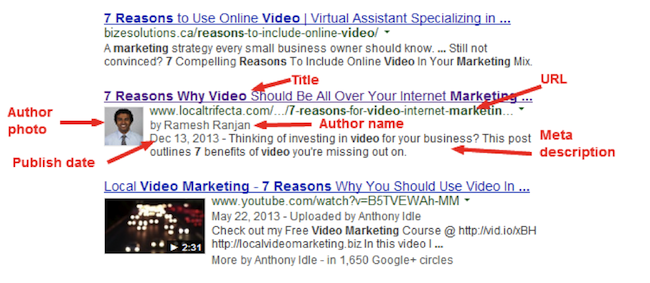 7 Reasons to Use Online Video | Virtual Assistant Specializing in ...
bizesolutions.ca/reasons-to-include-online-video/
A marketing strategy every small business owner should know. ... Still not
convinced? 7 Compelling Reasons To Include Online Video In Your Marketing Mix.
Title
URL
7 Reasons Why Video Should Be All Over Your Internet Marketing ...
Author
photo
www.localtrifecta.com/.../7-reasons-for-video-internet-marketin...
by Ramesh Ranjan
Author name
Publish date
Dec 13, 2013 - Thinking of investing in video for your business? This post
outlines 7 benefits of video you're missing out on.
Meta
description
Local Video Marketing - 7 Reasons Why You Should Use Video In ...
www.youtube.com/watch?v=B5TVEWAh-MM
May 22, 2013 - Uploaded by Anthony Idle
Check out my Free Video Marketing Course @ http://vid.io/xBH
http://localvideomarketing.biz In this video I ...
2:31
More by Anthony Idle - in 1,650 Google+ circles